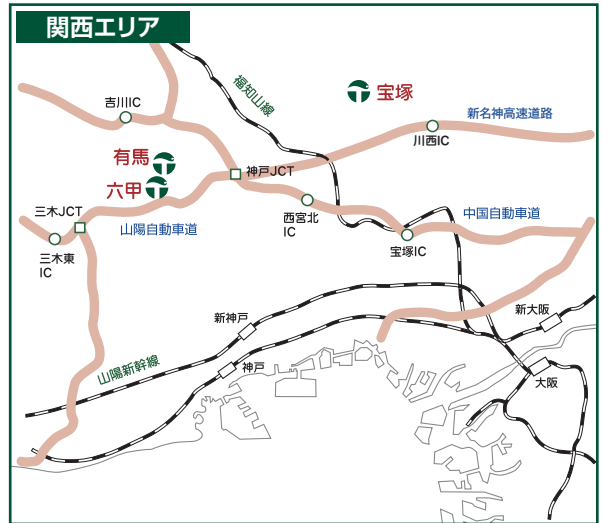 関西エリア
福知山線
宝塚
吉川IC
新名神高速道路
川西IC
有馬
神戸JCT
六甲
三木JCT
西宮北
IC
中国自動車道
山陽自動車道
宝塚IC
三木東
IC
新神戸
新大阪
山陽新幹線
神戸
大阪